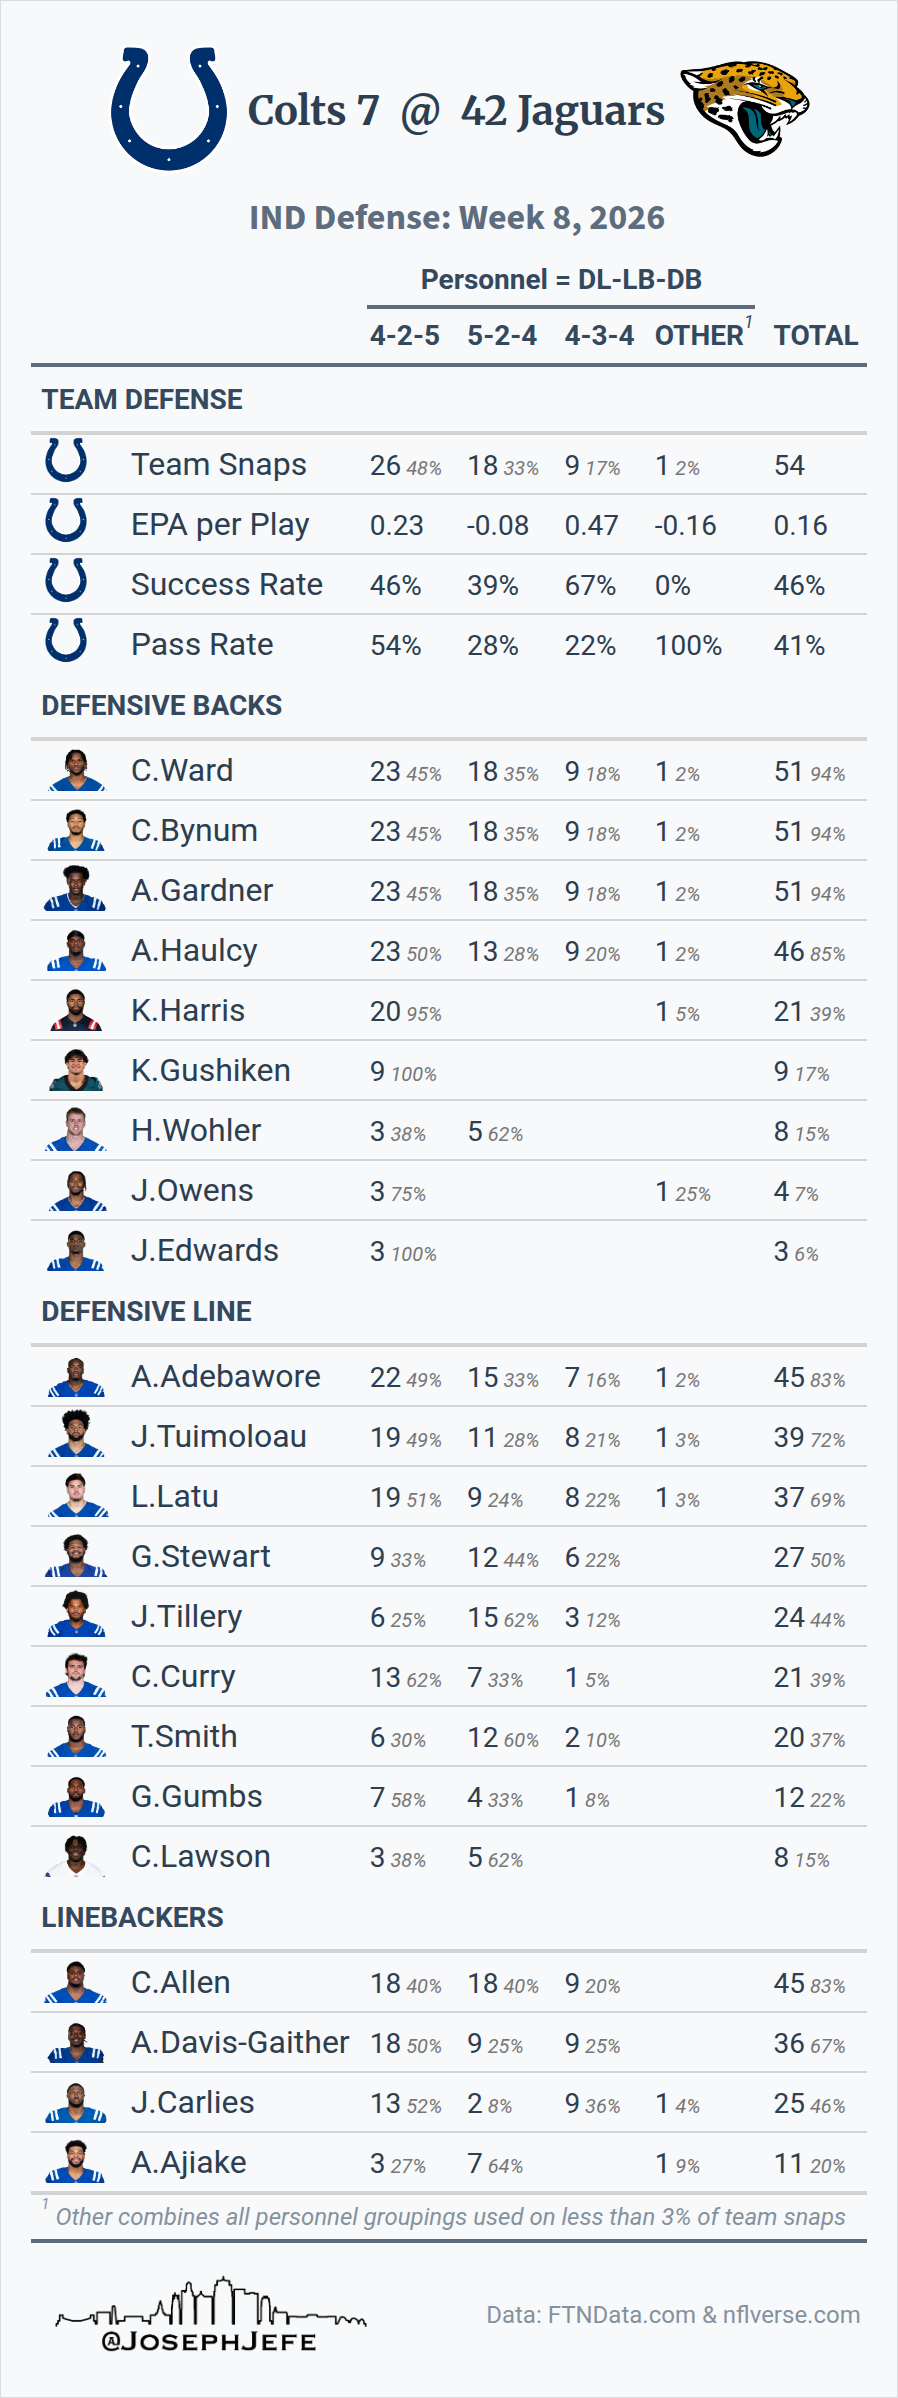 Colts 7 @ 42 Jaguars
IND Defense: Week 8, 2026
Personnel = DL-LB-DB
4-2-5 5-2-4 4-3-4 OTHER1 TOTAL
TEAM DEFENSE
Team Snaps 26 48% 18 33% 9 17% 1 2% 54
EPA per Play 0.23 -0.08 0.47 -0.16 0.16
Success Rate 46% 39% 67% 0% 46%
Pass Rate 54% 28% 22% 100% 41%
DEFENSIVE BACKS
C.Ward 23 45% 18 35% 9 18% 1 2% 51 94%
C.Bynum 23 45% 18 35% 9 18% 1 2% 51 94%
A.Gardner 23 45% 18 35% 9 18% 1 2% 51 94%
A.Haulcy 23 50% 13 28% 9 20% 1 2% 46 85%
K.Harris 20 95% 1 5% 21 39%
K.Gushiken 9 100% 9 17%
H.Wohler 3 38% 5 62% 8 15%
J.Owens 3 75% 1 25% 4 7%
J.Edwards 3 100% 3 6%
DEFENSIVE LINE
A.Adebawore 22 49% 15 33% 7 16% 1 2% 45 83%
J.Tuimoloau 19 49% 11 28% 8 21% 1 3% 39 72%
L.Latu 19 51% 9 24% 8 22% 1 3% 37 69%
G.Stewart 9 33% 12 44% 6 22% 27 50%
J.Tillery 6 25% 15 62% 3 12% 24 44%
C.Curry 13 62% 7 33% 1 5% 21 39%
T.Smith 6 30% 12 60% 2 10% 20 37%
G.Gumbs 7 58% 4 33% 1 8% 12 22%
C.Lawson 3 38% 5 62% 8 15%
LINEBACKERS
C.Allen 18 40% 18 40% 9 20% 45 83%
A.Davis-Gaither 18 50% 9 25% 9 25% 36 67%
J.Carlies 13 52% 2 8% 9 36% 1 4% 25 46%
A.Ajiake 3 27% 7 64% 1 9% 11 20%
1 Other combines all personnel groupings used on less than 3% of team snaps
@JOSEPHJEFE
Data: FTNData.com & nflverse.com